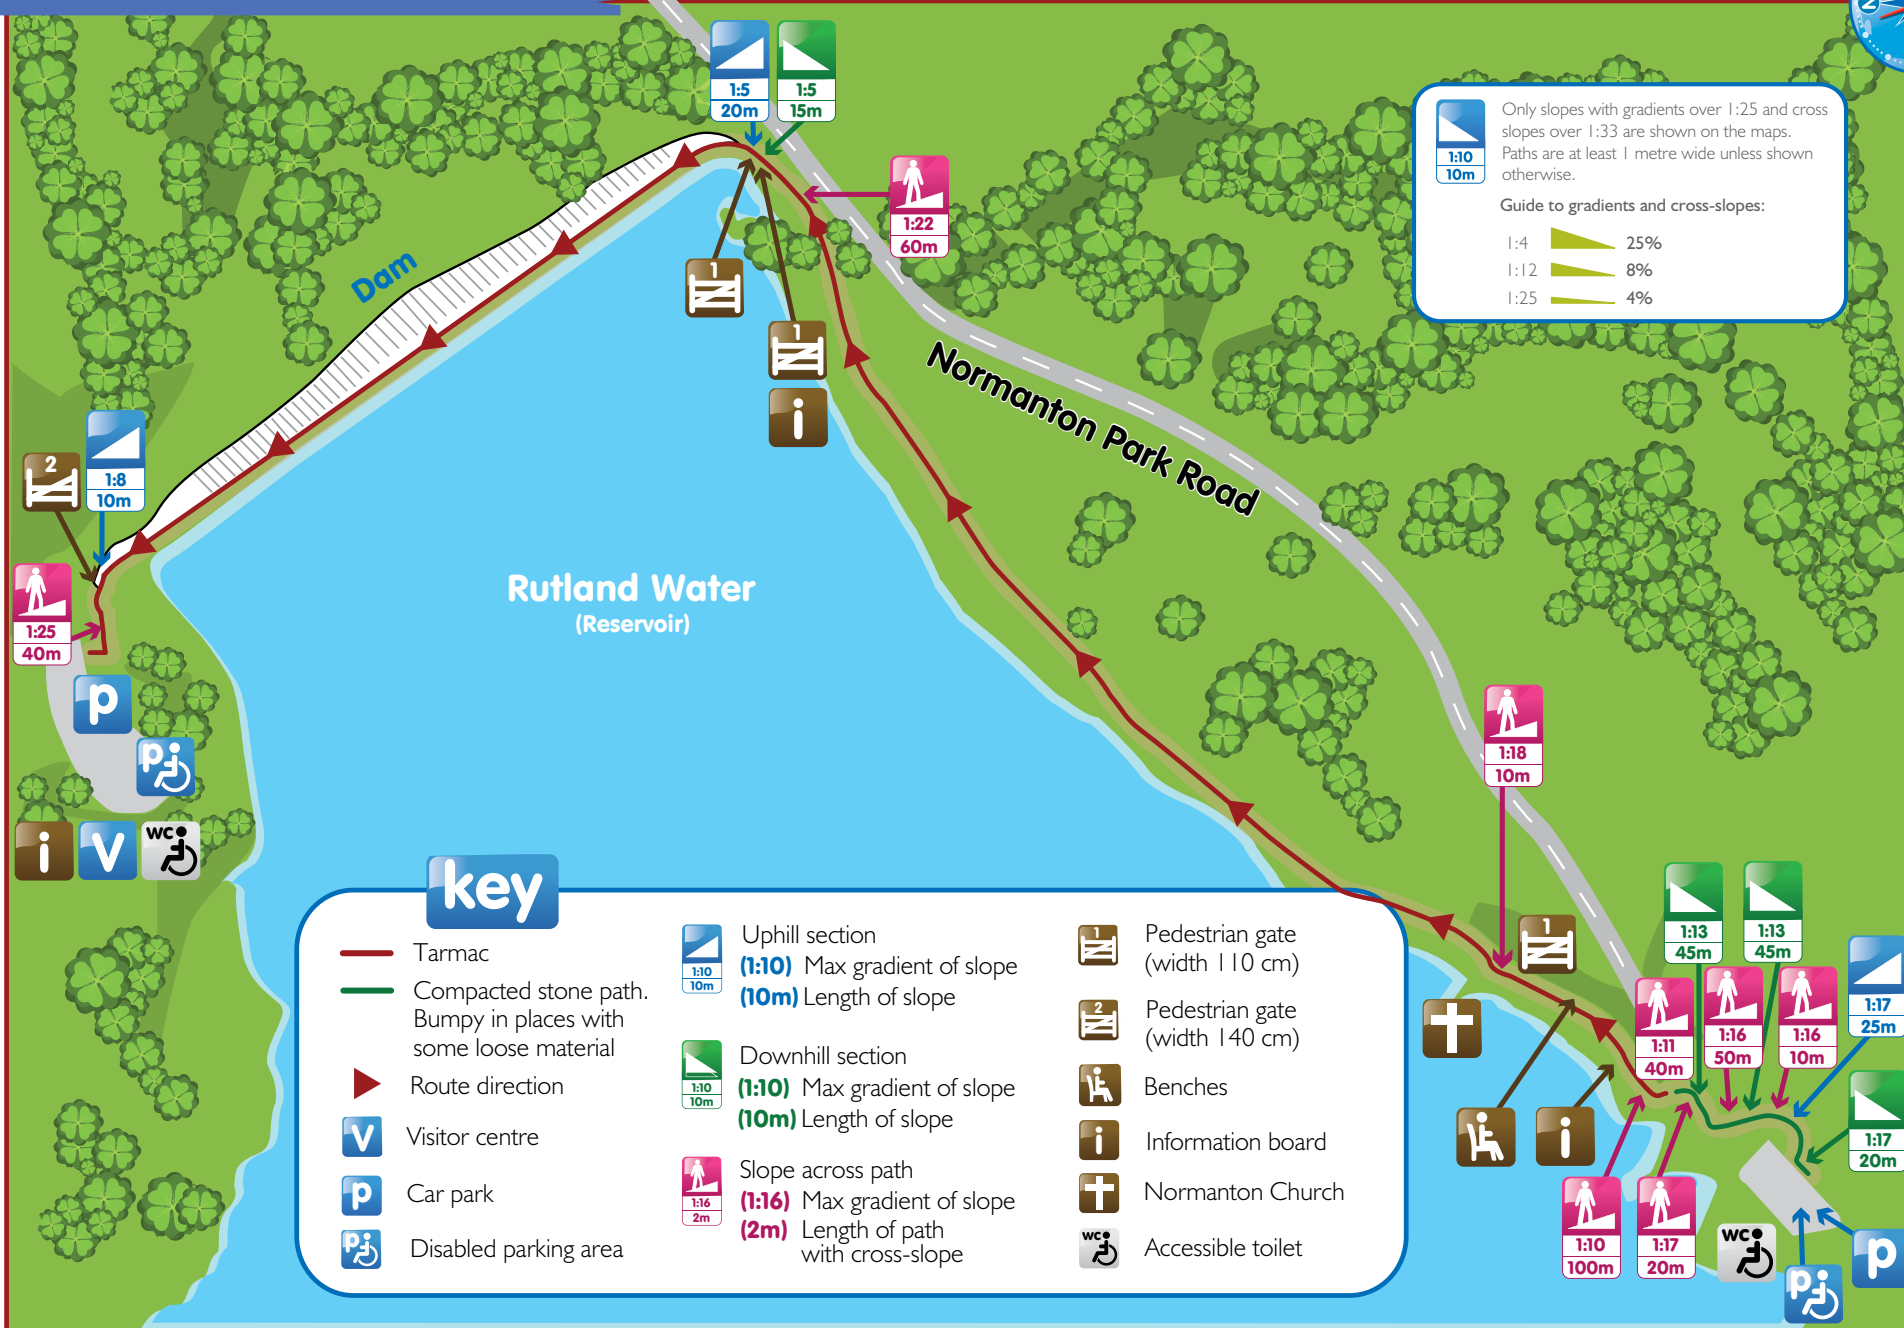 1:5
20m
1:5
15m
1:22
60m
1:10
10m
Only slopes with gradients over 1:25 and cross
slopes over 1:33 are shown on the maps.
Paths are at least 1 metre wide unless shown
otherwise.
Guide to gradients and cross-slopes:
1:4 25%
1:12 8%
1:25 4%
Dam
1
1
i
Normanton Park Road
2
1:8
10m
1:25
40m
Rutland Water
(Reservoir)
p
p
i
V
WC
1:18
10m
1
1:13
45m
1:13
45m
1:11
40m
1:16
50m
1:16
10m
1:17
25m
1:17
20m
i
1:10
100m
1:17
20m
WC
p
p
key
Tarmac
Compacted stone path.
Bumpy in places with
some loose material
Route direction
V
Visitor centre
p
Car park
p
Disabled parking area
1:10
10m
Uphill section
(1:10) Max gradient of slope
(10m) Length of slope
1:10
10m
Downhill section
(1:10) Max gradient of slope
(10m) Length of slope
1:16
2m
Slope across path
(1:16) Max gradient of slope
(2m) Length of path
with cross-slope
1
Pedestrian gate
(width 110 cm)
2
Pedestrian gate
(width 140 cm)
Benches
i
Information board
Normanton Church
WC
Accessible toilet